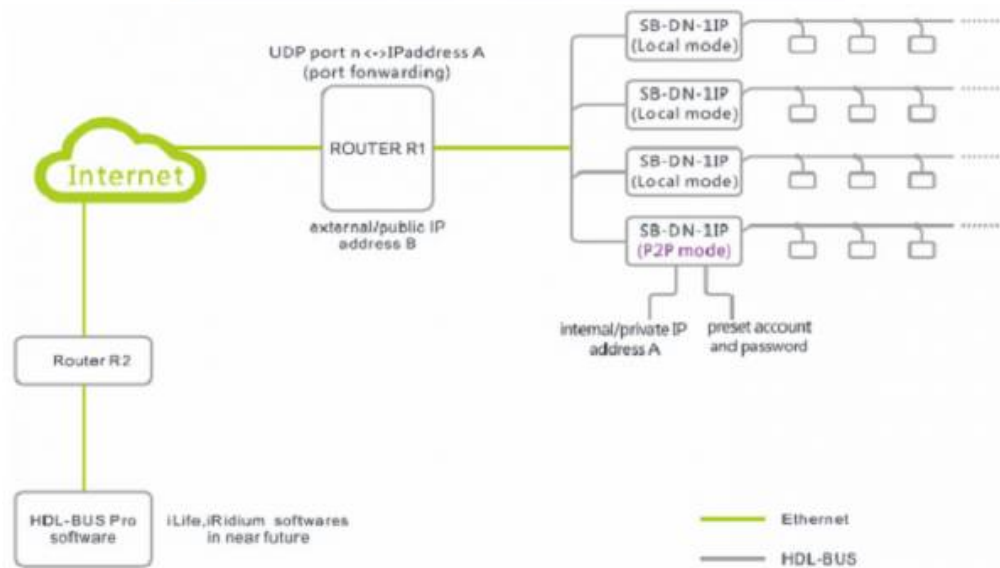 UDP port n <-> IPaddress A
(port fonwarding)
ROUTER R1
external/public IP
address B
Internet
Router R2
HDL-BUS Pro
software
iLife,iRidium softwares
in near future
SB-DN-1IP
(Local mode)
SB-DN-1IP
(Local mode)
SB-DN-1IP
(Local mode)
SB-DN-1IP
(P2P mode)
internal/private IP
address A
preset account
and password
Ethernet
HDL-BUS